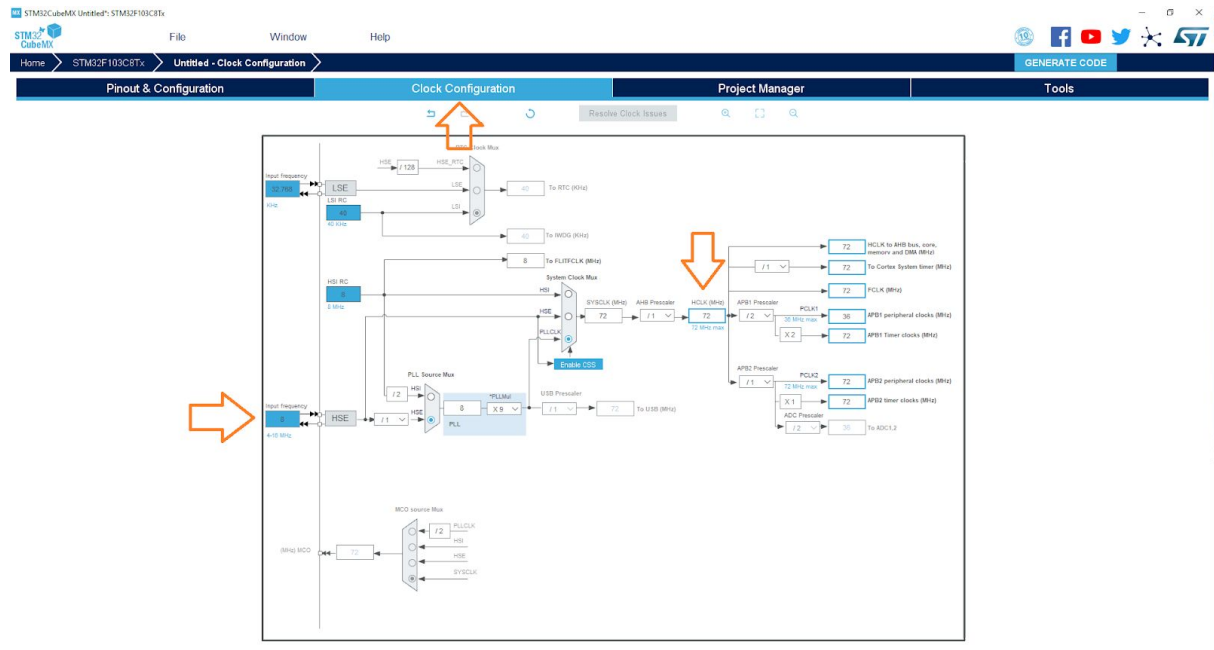 MX STM32CubeMX Untitled*: STM32F103C8Tx
STM32
CubeMX
File Window Help
10
Home STM32F103C8Tx Untitled - Clock Configuration GENERATE CODE
Pinout & Configuration Clock Configuration Project Manager Tools
Resolve Clock Issues
Clock Mux
HSE / 128 HSE_RTC
Input frequency
32.768 LSE LSE 40 To RTC (KHz)
KHz LSI RC
40 LSI
40 KHz
40 To IWDG (KHz)
8 To FLITFCLK (MHz)
System Clock Mux
HSI RC HSI
8
8 MHz
HSE SYSCLK (MHz) AHB Prescaler HCLK (MHz) APB1 Prescaler
72 / 1 72 / 2
72 MHz max
PLLCLK
Enable CSS
72 HCLK to AHB bus, core,
memory and DMA (MHz)
/ 1 72 To Cortex System timer (MHz)
72 FCLK (MHz)
PCLK1
36 MHz max 36 APB1 peripheral clocks (MHz)
X 2 72 APB1 Timer clocks (MHz)
APB2 Prescaler
/ 1 PCLK2
72 MHz max 72 APB2 peripheral clocks (MHz)
X 1 72 APB2 timer clocks (MHz)
ADC Prescaler
/ 2 36 To ADC1,2
PLL Source Mux
/ 2 HSI
*PLLMul USB Prescaler
Input frequency
8 HSE / 1 HSE 8 X 9 / 1 72 To USB (MHz)
4-16 MHz PLL
MCO source Mux
/ 2 PLLCLK
HSI
(MHz) MCO 72 HSE
SYSCLK